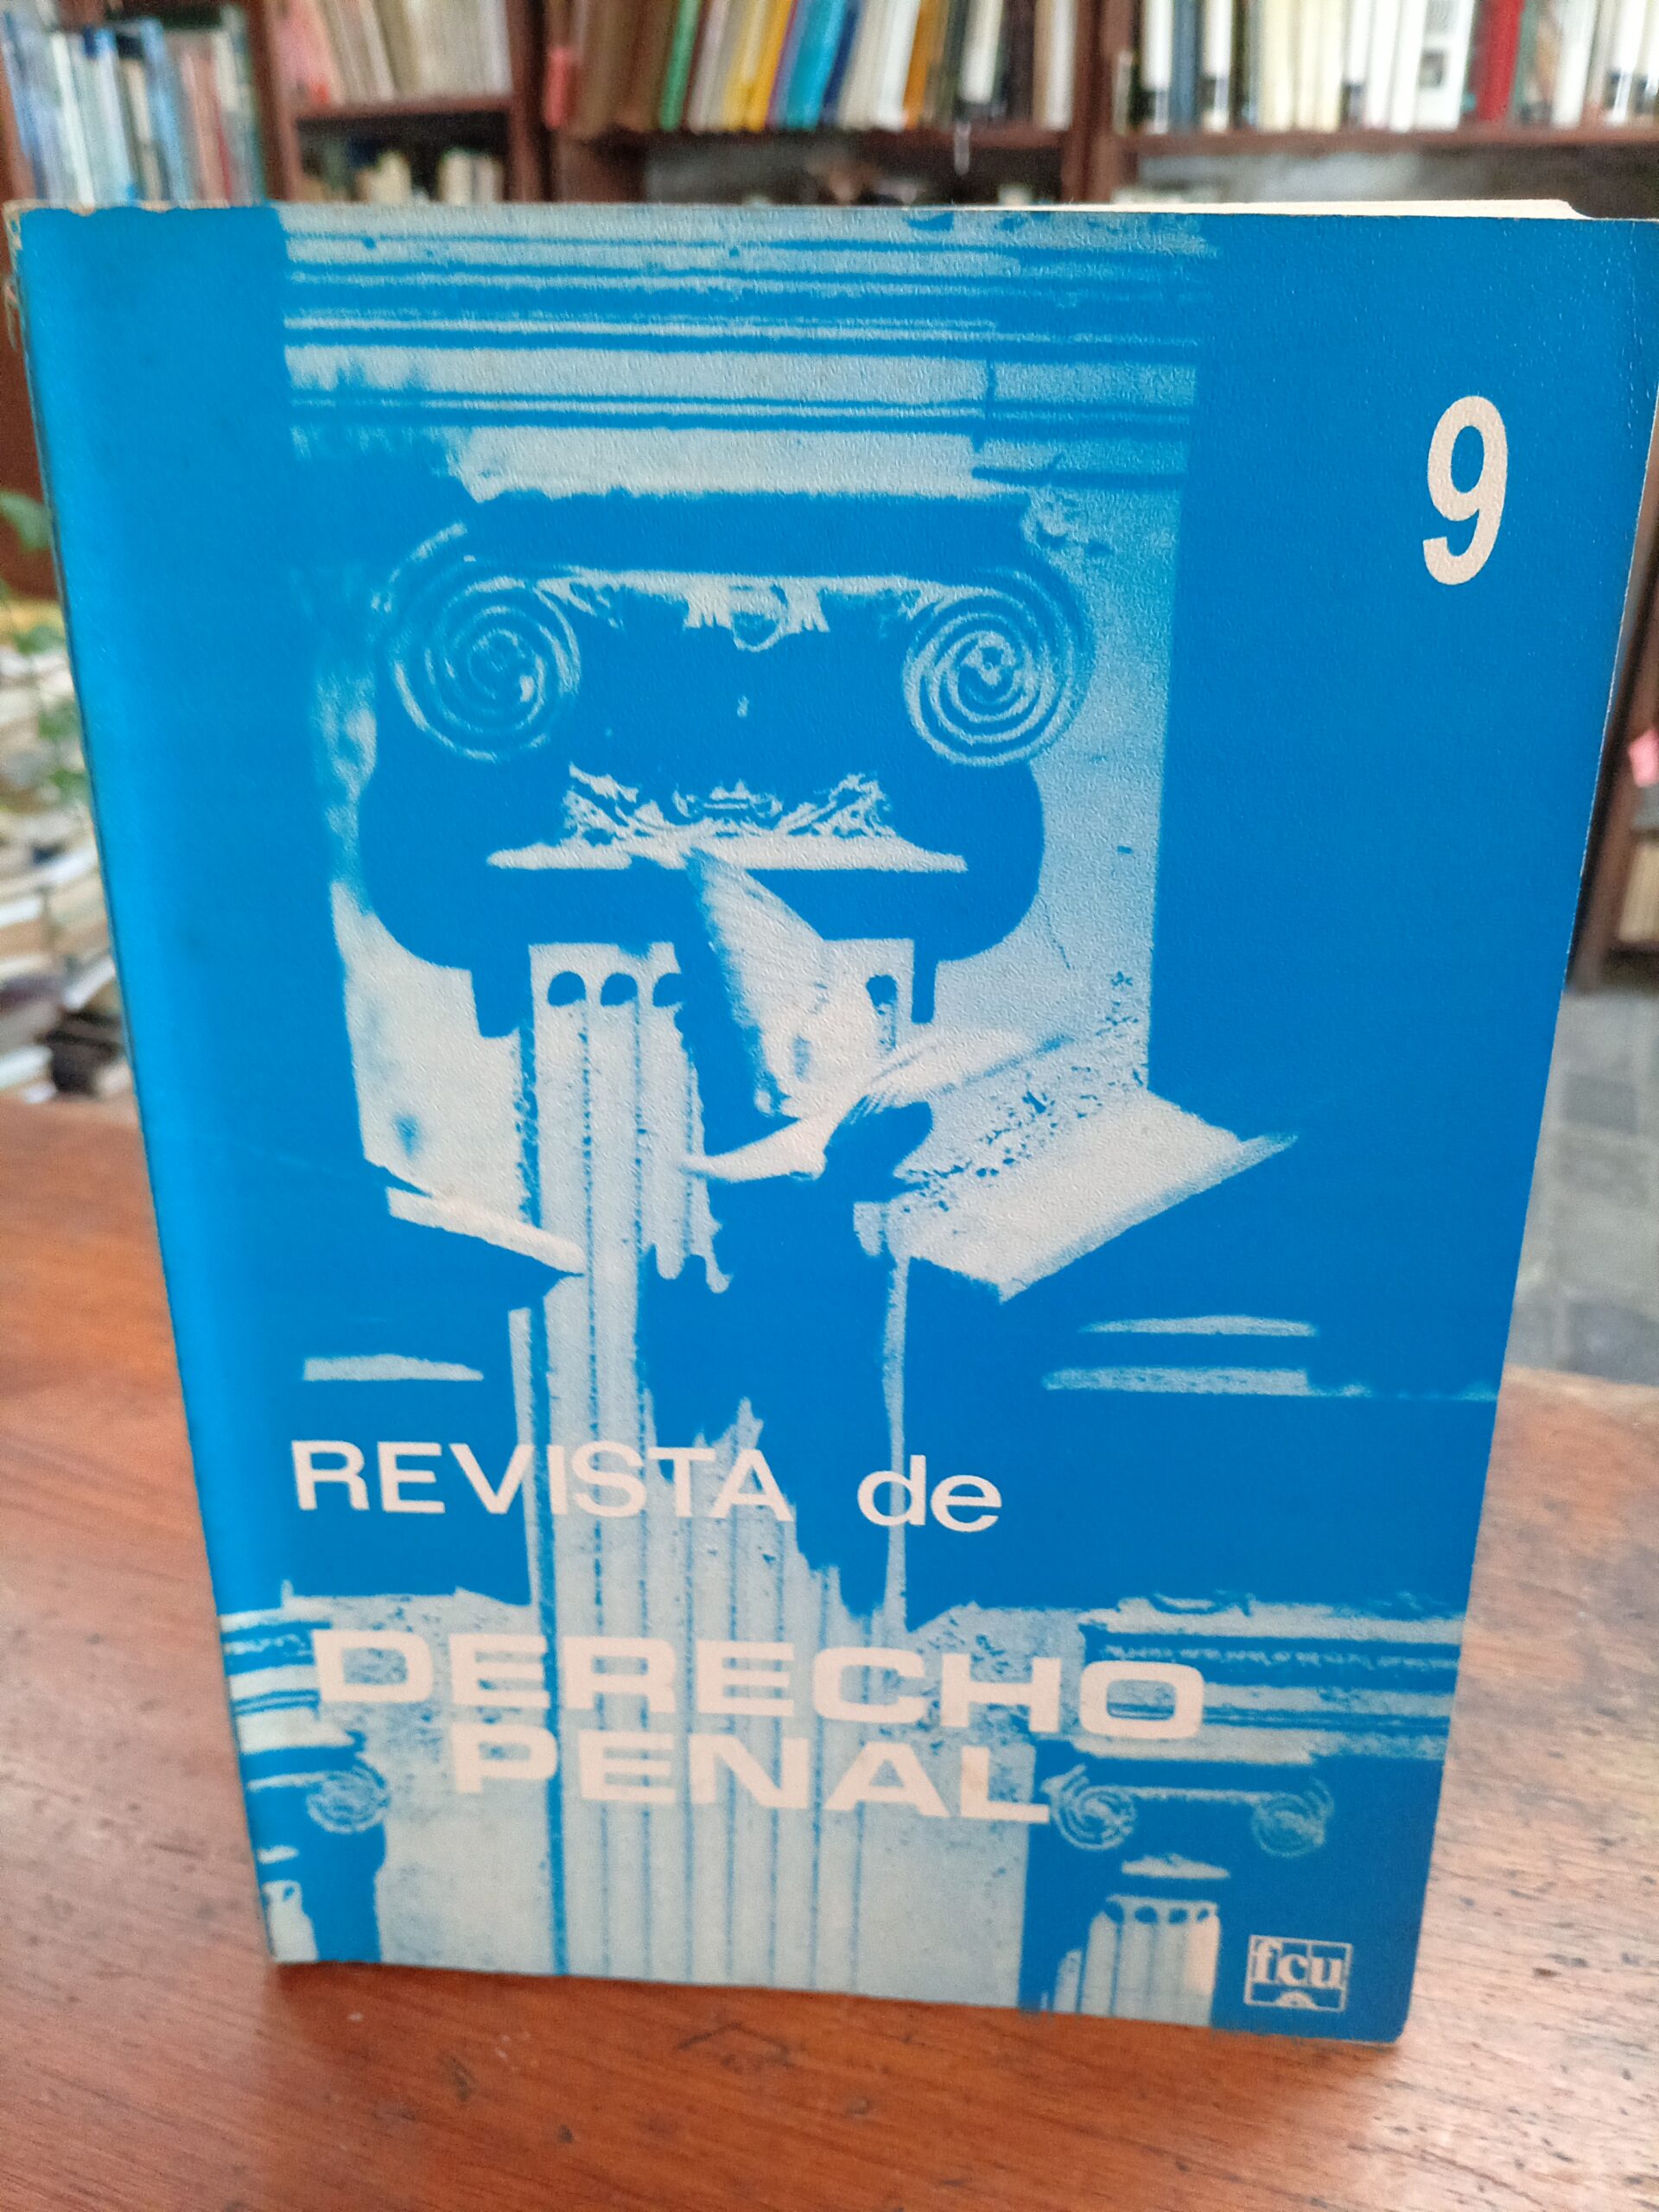 9
REVISTA de
DERECHO
PENAL
fcu